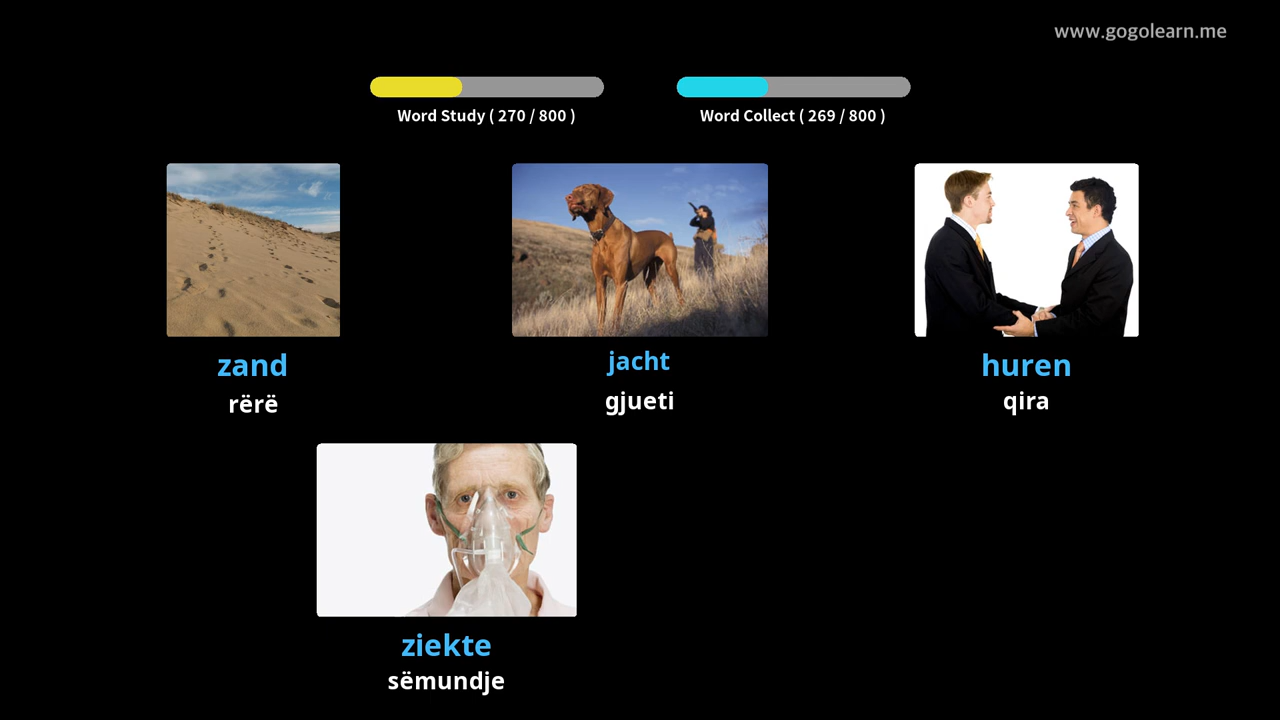 www.gogolearn.me
Word Study ( 270 / 800 )
Word Collect ( 269 / 800 )
zand
rërë
jacht
gjueti
huren
qira
ziekte
sëmundje